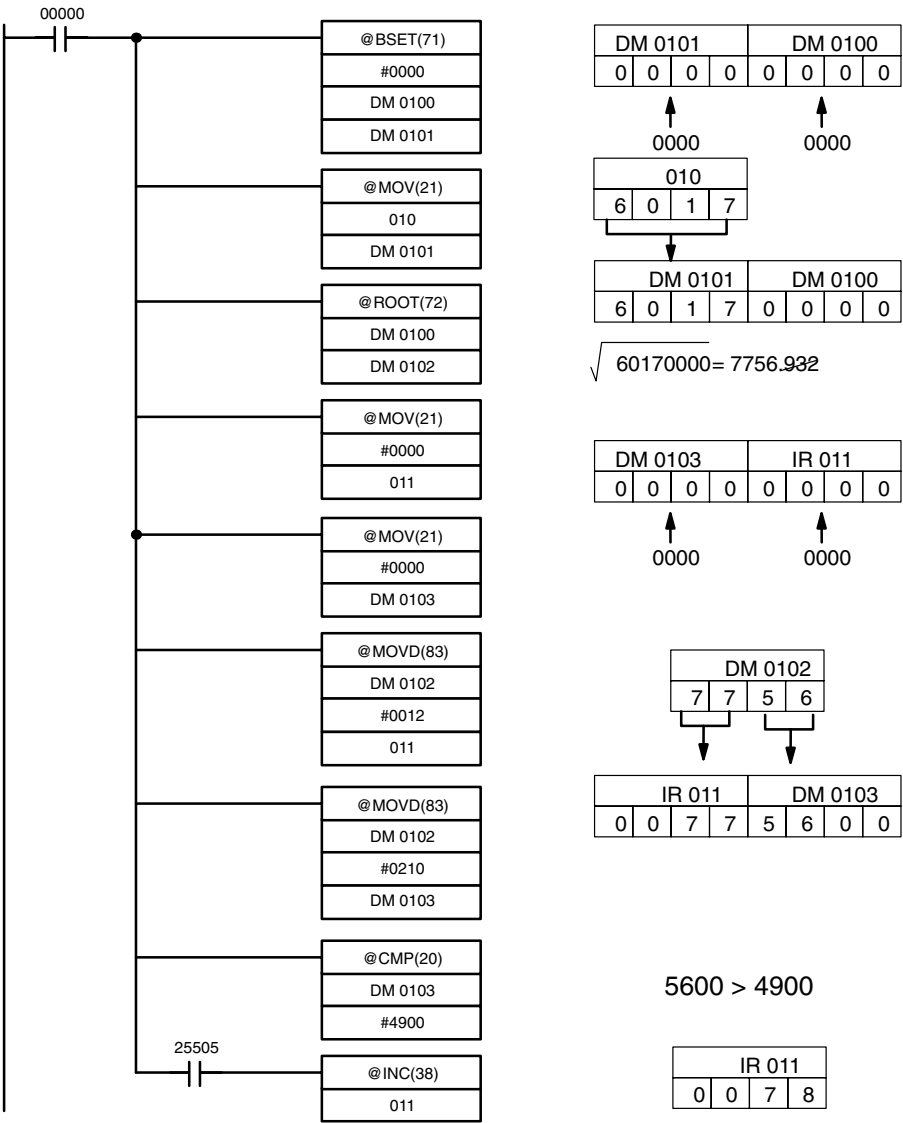 00000
@BSET(71)
#0000
DM 0100
DM 0101
@MOV(21)
010
DM 0101
@ROOT(72)
DM 0100
DM 0102
@MOV(21)
#0000
011
@MOV(21)
#0000
DM 0103
@MOVD(83)
DM 0102
#0012
011
@MOVD(83)
DM 0102
#0210
DM 0103
@CMP(20)
DM 0103
#4900
25505
@INC(38)
011
DM 0101 DM 0100
0 0 0 0 0 0 0 0
0000 0000
010
6 0 1 7
DM 0101 DM 0100
6 0 1 7 0 0 0 0
√60170000= 7756.932
DM 0103 IR 011
0 0 0 0 0 0 0 0
0000 0000
DM 0102
7 7 5 6
IR 011 DM 0103
0 0 7 7 5 6 0 0
5600 > 4900
IR 011
0 0 7 8